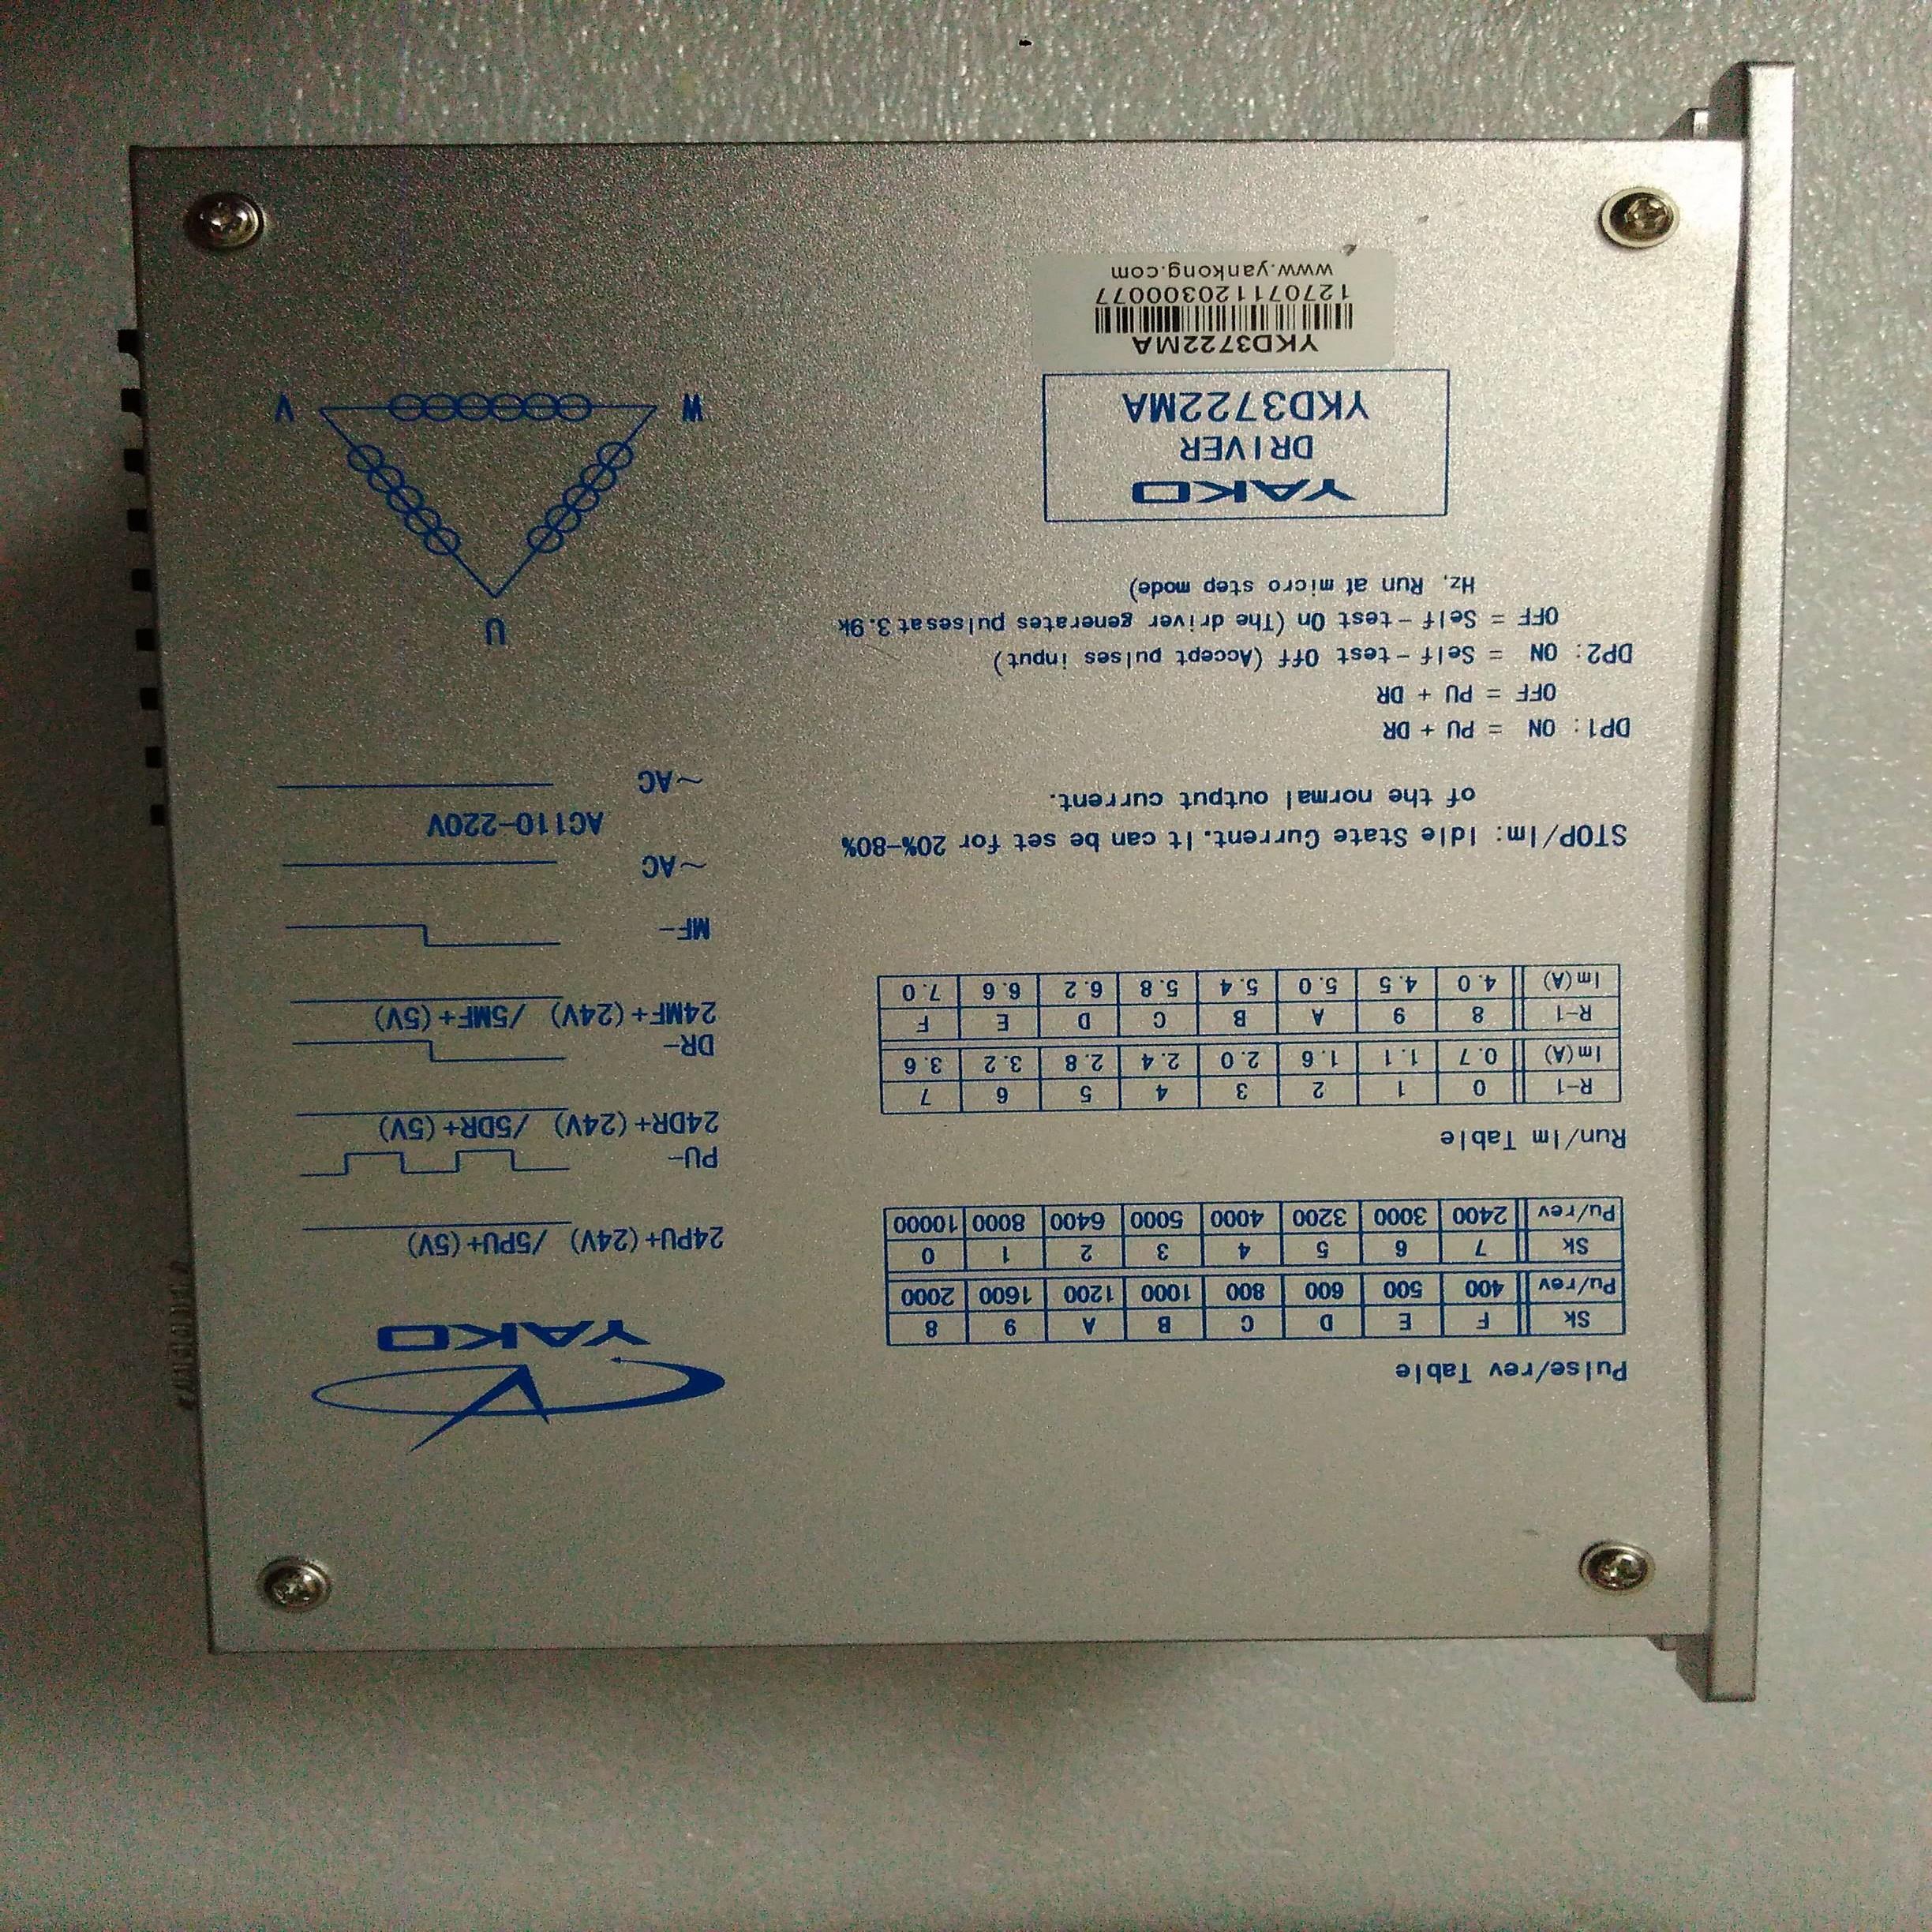 Pulse/rev Table
Sk F E D C B A 9 8
Pu/rev 400 500 600 800 1000 1200 1600 2000
Sk 7 6 5 4 3 2 1 0
Pu/rev 2400 3000 3200 4000 5000 6400 8000 10000
Run/Im Table
R-1 0 1 2 3 4 5 6 7
Im(A) 0.7 1.1 1.6 2.0 2.4 2.8 3.2 3.6
R-1 8 9 A B C D E F
Im(A) 4.0 4.5 5.0 5.4 5.8 6.2 6.6 7.0
STOP/Im: Idle State Current. It can be set for 20%-80%
of the normal output current.
DP1: ON = PU + DR
OFF = PU + DR
DP2: ON = Self-test Off (Accept pulses input)
OFF = Self-test On (The driver generates pulsesat 3.9k
Hz, Run at micro step mode)
YAKO
DRIVER
YKD3722MA
YKD3722MA
127071120300077
www.yankong.com
YAKO
24PU+(24V) /5PU+(5V)
PU-
24DR+(24V) /5DR+(5V)
DR-
24MF+(24V) /5MF+(5V)
MF-
~AC
AC110-220V
~AC
U
W V